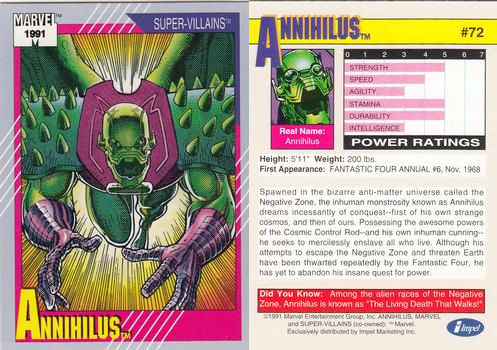 MARVEL
1991
SUPER-VILLAINS™
ANNIHILUS™
ANNIHILUS™
#72
0 1 2 3 4 5 6 7
STRENGTH
SPEED
AGILITY
STAMINA
DURABILITY
INTELLIGENCE
POWER RATINGS
Real Name:
Annihilus
Height: 5'11" Weight: 200 lbs.
First Appearance: FANTASTIC FOUR ANNUAL #6, Nov. 1968
Spawned in the bizarre anti-matter universe called the
Negative Zone, the inhuman monstrosity known as Annihilus
dreams incessantly of conquest--first of his own strange
cosmos, and then of ours. Possessing the awesome powers
of the Cosmic Control Rod--and his own inhuman cunning--
he seeks to mercilessly enslave all who live. Although his
attempts to escape the Negative Zone and threaten Earth
have been thwarted repeatedly by the Fantastic Four, he
has yet to abandon his insane quest for power.
Did You Know: Among the alien races of the Negative
Zone, Annihilus is known as "The Living Death That Walks!"
©1991 Marvel Entertainment Group, Inc. ANNIHILUS, MARVEL
and SUPER-VILLAINS (co-owned): ™ Marvel.
Exclusively distributed by Impel Marketing Inc.
impel